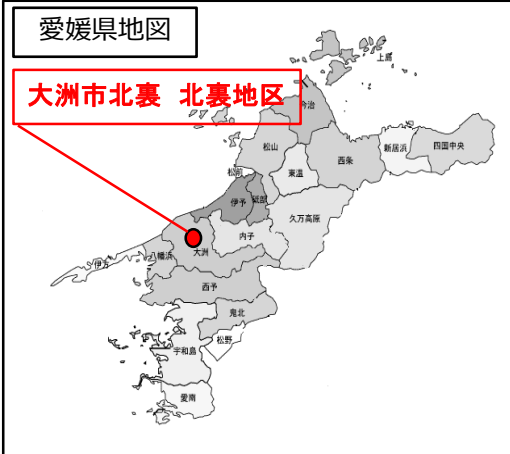 愛媛県地図
大洲市北裏 北裏地区
上島
今治
松山
新居浜
四国中央
西条
東温
松前
伊予
砥部
久万高原
内子
大洲
八幡浜
伊方
西予
鬼北
松野
宇和島
愛南